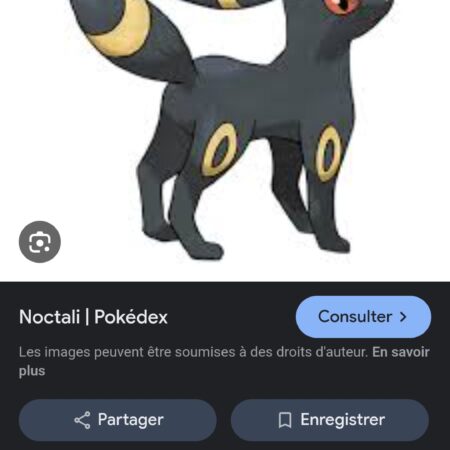 Noctali | Pokédex
Consulter
Les images peuvent être soumises à des droits d'auteur. En savoir
plus
Partager
Enregistrer